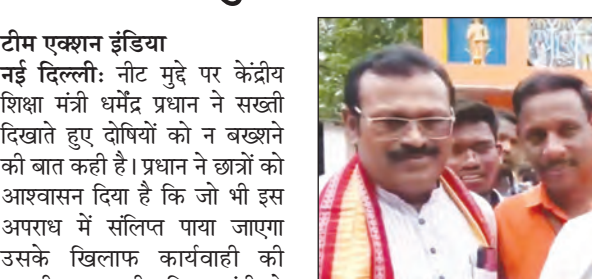 टीम एक्शन इंडिया
नई दिल्लीः नीट मुद्दे पर केंद्रीय
शिक्षा मंत्री धर्मेंद्र प्रधान ने सख्ती
दिखाते हुए दोषियों को न बख्शने
की बात कही है। प्रधान ने छात्रों को
आश्वासन दिया है कि जो भी इस
अपराध में संलिप्त पाया जाएगा
उसके खिलाफ कार्यवाही की